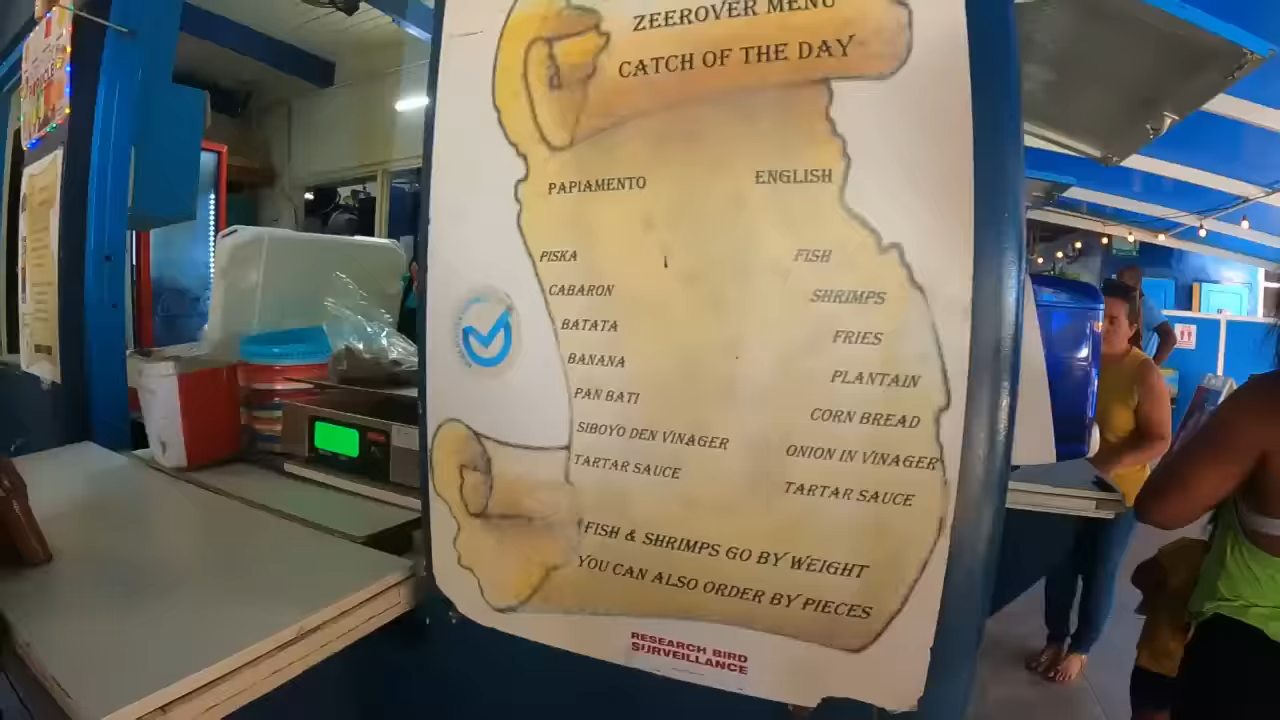 ZEEROVER MENU
CATCH OF THE DAY
PAPIAMENTO ENGLISH
PISKA FISH
CABARON SHRIMPS
BATATA FRIES
BANANA PLANTAIN
PAN BATI CORN BREAD
SIBOYO DEN VINAGER ONION IN VINAGER
TARTAR SAUCE TARTAR SAUCE
FISH & SHRIMPS GO BY WEIGHT
YOU CAN ALSO ORDER BY PIECES
RESEARCH BIRD
SURVEILLANCE